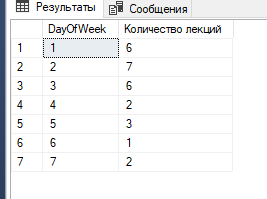 Результаты Сообщения
DayOfWeek Количество лекций
1 1 6
2 2 7
3 3 6
4 4 2
5 5 3
6 6 1
7 7 2